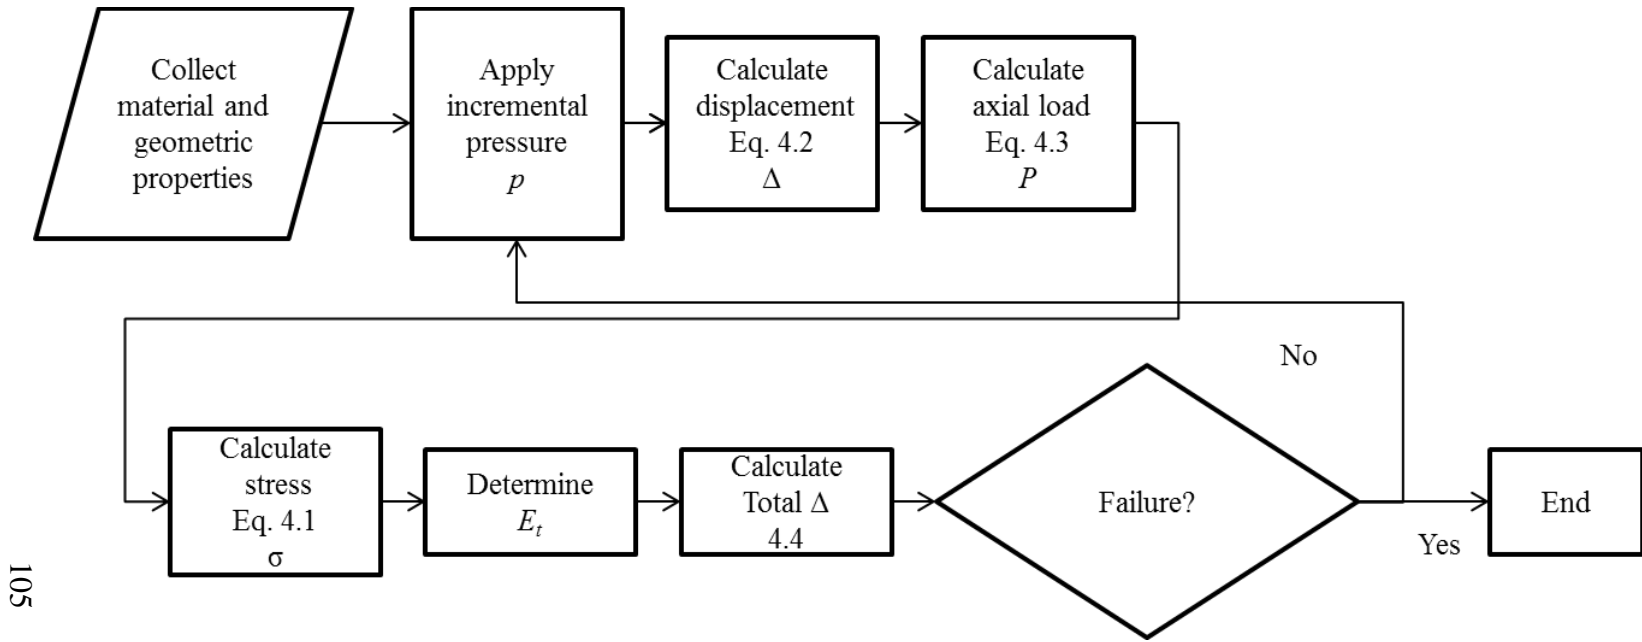 Collect
material and
geometric
properties
Apply
incremental
pressure
p
Calculate
displacement
Eq. 4.2
Δ
Calculate
axial load
Eq. 4.3
P
No
Calculate
stress
Eq. 4.1
σ
Determine
Et
Calculate
Total Δ
4.4
Failure?
Yes
End
105